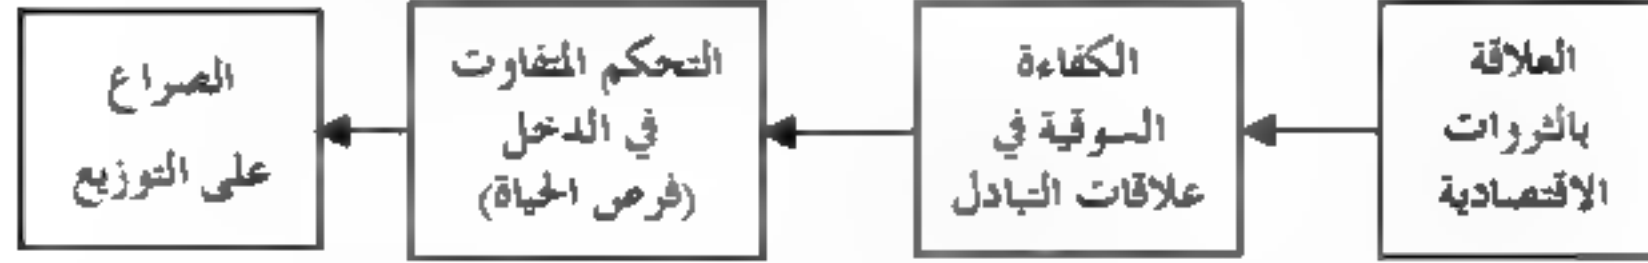 العلاقة
بالثروات
الاقتصادية
الكفاءة
السوقية في
علاقات التبادل
التحكم المتفاوت
في الدخل
(فرص الحياة)
الصراع
على التوزيع